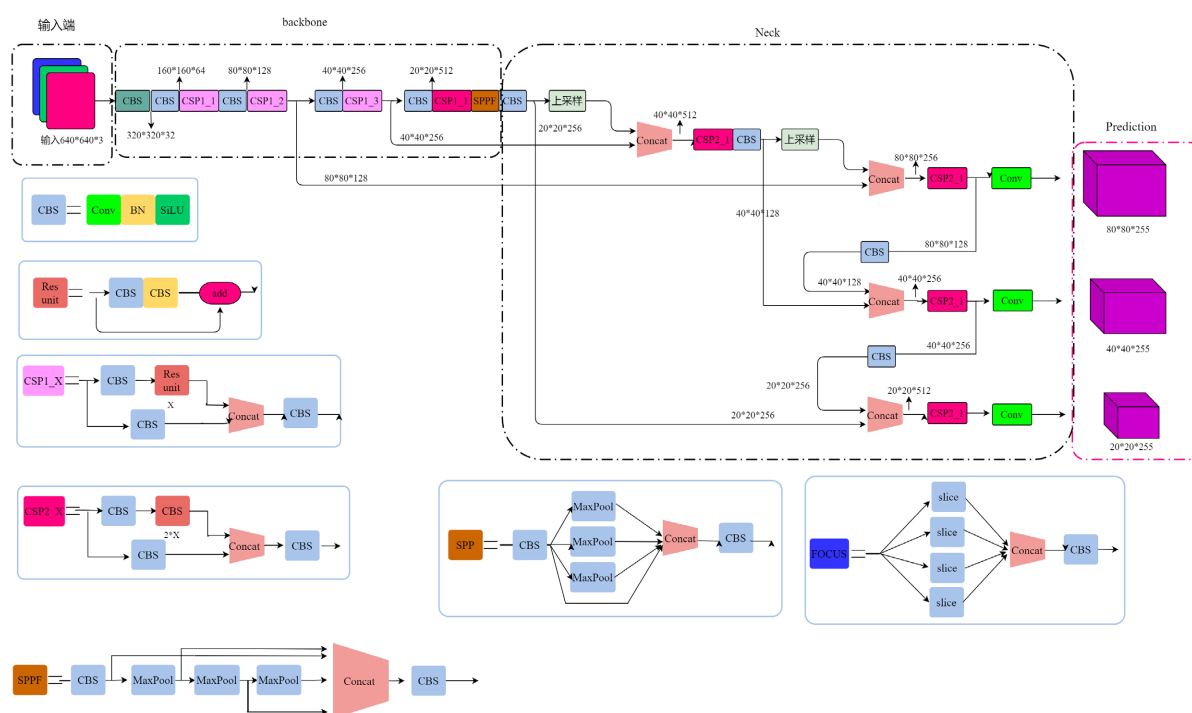 输入端
backbone
Neck
Prediction
160*160*64
80*80*128
40*40*256
20*20*512
CBS
CBS
CSP1_1
CBS
CSP1_2
CBS
CSP1_3
CBS
CSP1_1
SPPF
CBS
上采样
输入640*640*3
320*320*32
40*40*256
20*20*256
80*80*128
Concat
40*40*512
CSP2_1
CBS
上采样
Concat
80*80*256
CSP2_1
Conv
80*80*255
40*40*128
CBS
80*80*128
40*40*128
Concat
40*40*256
CSP2_1
Conv
40*40*255
CBS
40*40*256
20*20*256
20*20*256
Concat
20*20*512
CSP2_1
Conv
20*20*255
CBS
Conv
BN
SiLU
Res
unit
CBS
CBS
add
CSP1_X
CBS
Res
unit
X
CBS
Concat
CBS
CSP2_X
CBS
CBS
2*X
CBS
Concat
CBS
SPP
CBS
MaxPool
MaxPool
MaxPool
Concat
CBS
FOCUS
slice
slice
slice
slice
Concat
CBS
SPPF
CBS
MaxPool
MaxPool
MaxPool
Concat
CBS